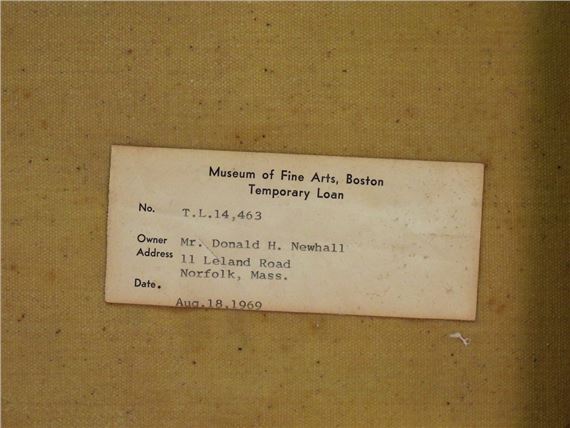 Museum of Fine Arts, Boston
Temporary Loan
No. T.L.14,463
Owner Mr. Donald H. Newhall
Address 11 Leland Road
Norfolk, Mass.
Date.
Aug.18,1969